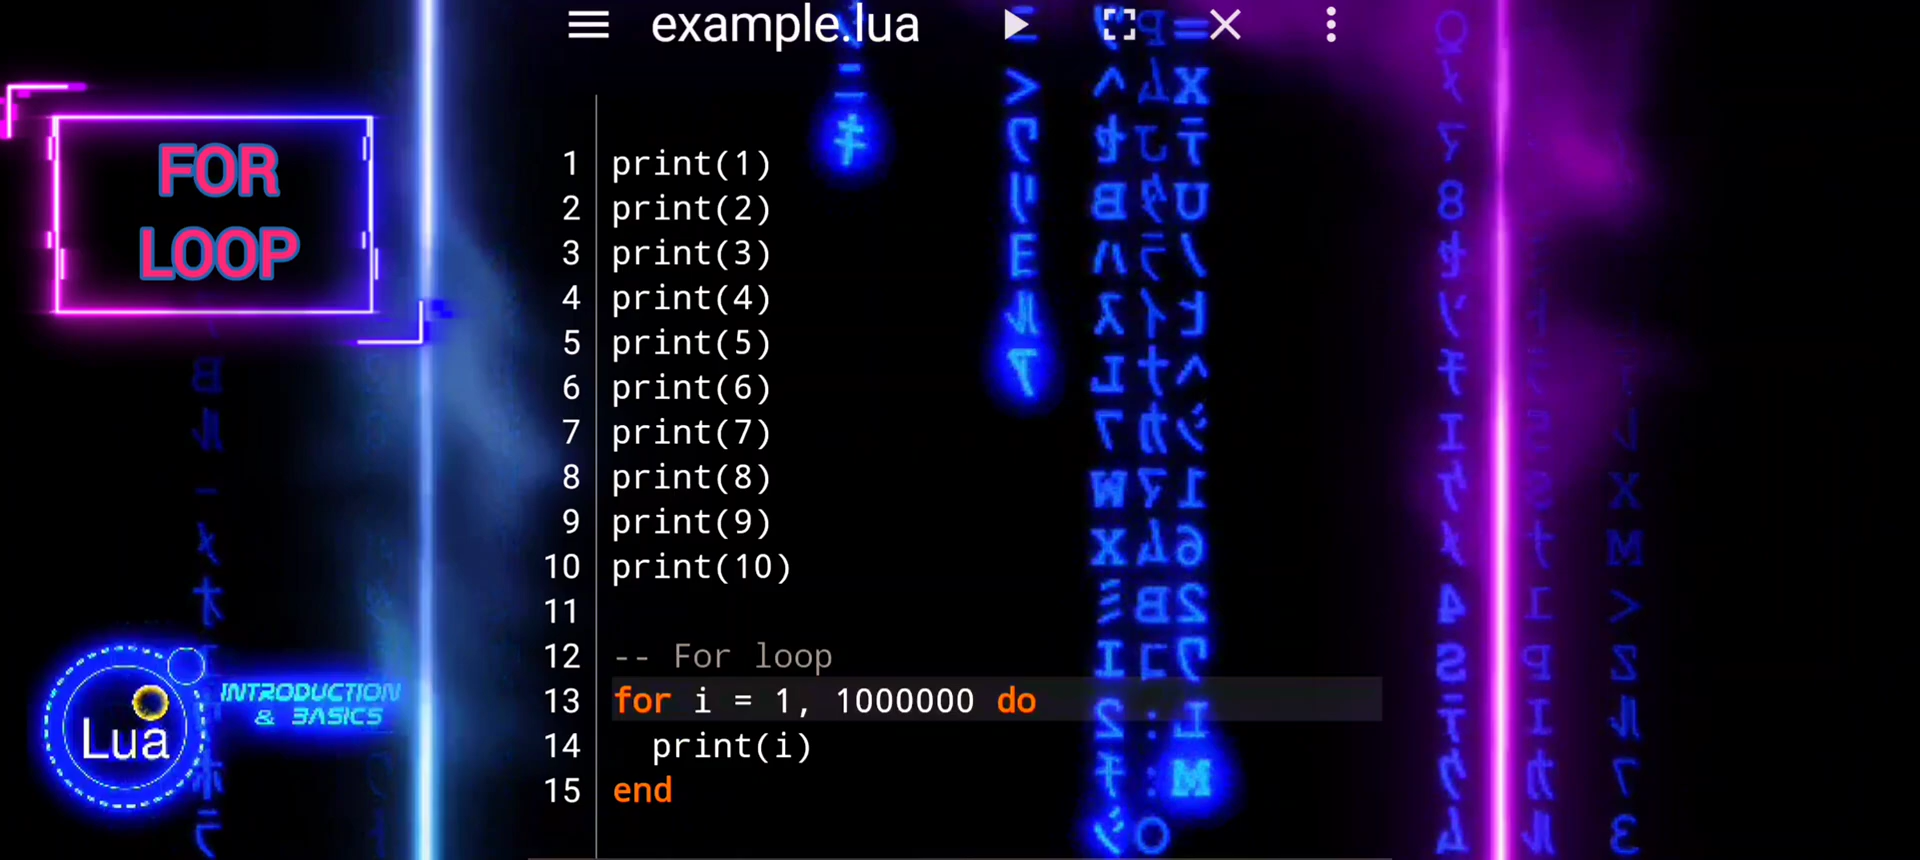 example.lua
FOR
LOOP
1 print(1)
2 print(2)
3 print(3)
4 print(4)
5 print(5)
6 print(6)
7 print(7)
8 print(8)
9 print(9)
10 print(10)
11
12 -- For loop
13 for i = 1, 1000000 do
14   print(i)
15 end
Lua
INTRODUCTION
& BASICS